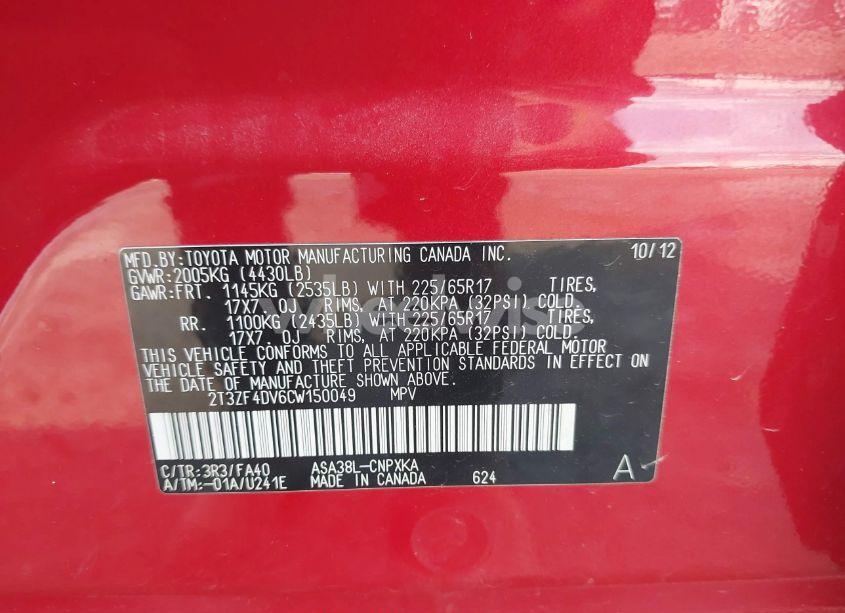 MFD.BY:TOYOTA MOTOR MANUFACTURING CANADA INC. 10/12
GVWR:2005KG (4430LB)
GAWR:FRT. 1145KG (2535LB) WITH 225/65R17 TIRES,
17X7.0J RIMS, AT 220KPA (32PSI) COLD.
RR. 1100KG (2435LB) WITH 225/65R17 TIRES,
17X7.0J RIMS, AT 220KPA (32PSI) COLD.
THIS VEHICLE CONFORMS TO ALL APPLICABLE FEDERAL MOTOR
VEHICLE SAFETY AND THEFT PREVENTION STANDARDS IN EFFECT ON
THE DATE OF MANUFACTURE SHOWN ABOVE.
2T3ZF4DV6CW150049 MPV
C/TR:3R3/FA40 ASA38L-CNPXKA
A/TM:-01A/U241E MADE IN CANADA 624 A